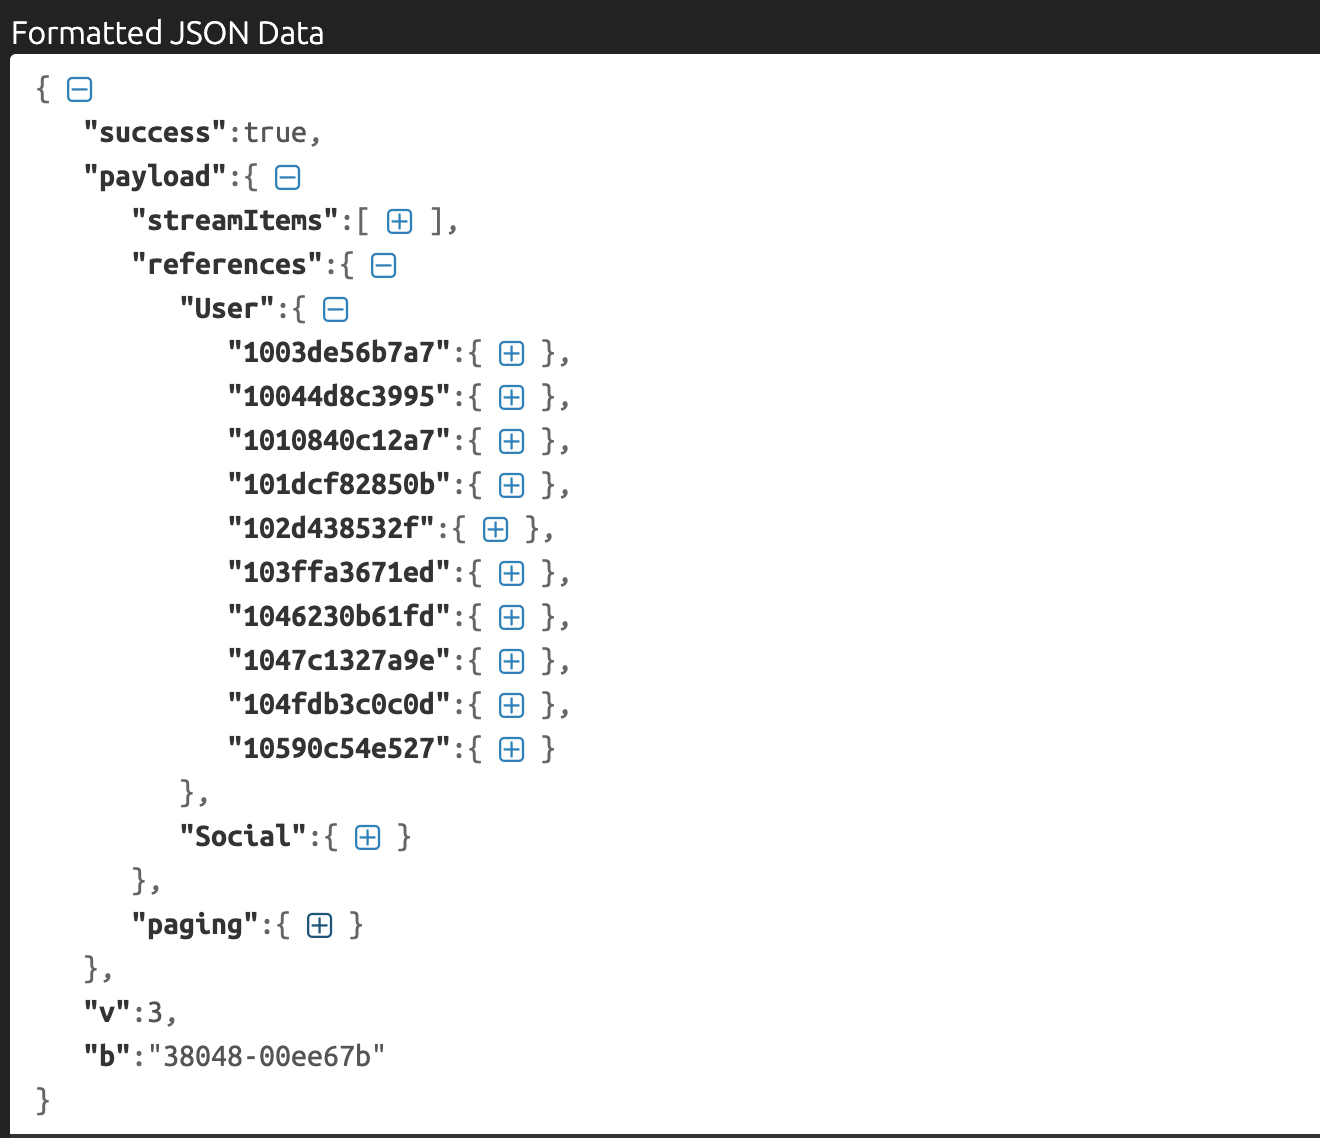 Formatted JSON Data
{
"success":true,
"payload":{
"streamItems":[ ],
"references":{
"User":{
"1003de56b7a7":{ },
"10044d8c3995":{ },
"1010840c12a7":{ },
"101dcf82850b":{ },
"102d438532f":{ },
"103ffa3671ed":{ },
"1046230b61fd":{ },
"1047c1327a9e":{ },
"104fdb3c0c0d":{ },
"10590c54e527":{ }
},
"Social":{ }
},
"paging":{ }
},
"v":3,
"b":"38048-00ee67b"
}